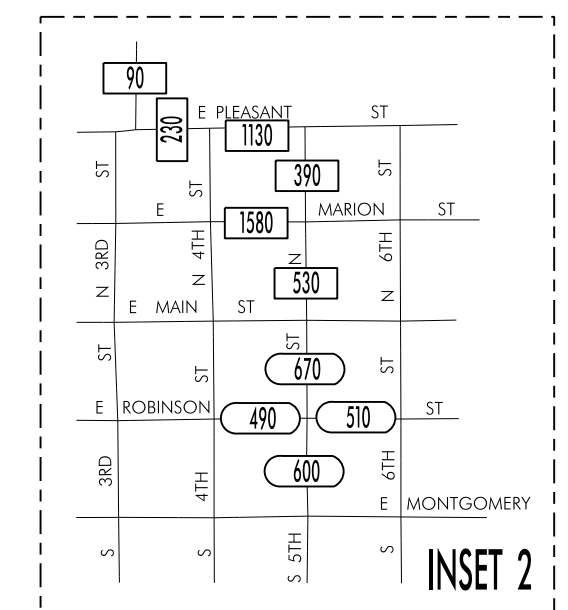 90
230
E PLEASANT ST
1130
390
ST
ST
ST
E MARION ST
1580
N 3RD
N 4TH
N
N 6TH
530
E MAIN ST
ST
ST
ST
ST
670
E ROBINSON ST
490
510
3RD
4TH
600
6TH
E MONTGOMERY
S
S
S 5TH
S
INSET 2